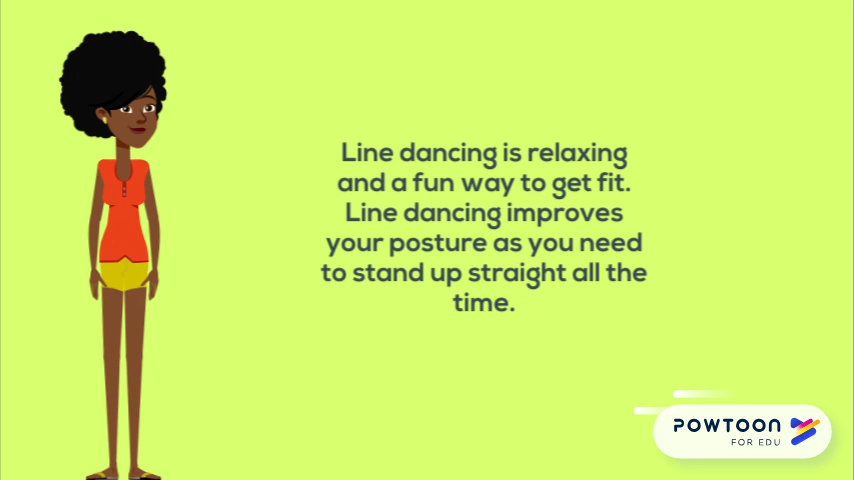 Line dancing is relaxing
and a fun way to get fit.
Line dancing improves
your posture as you need
to stand up straight all the
time.
POWTOON
FOR EDU